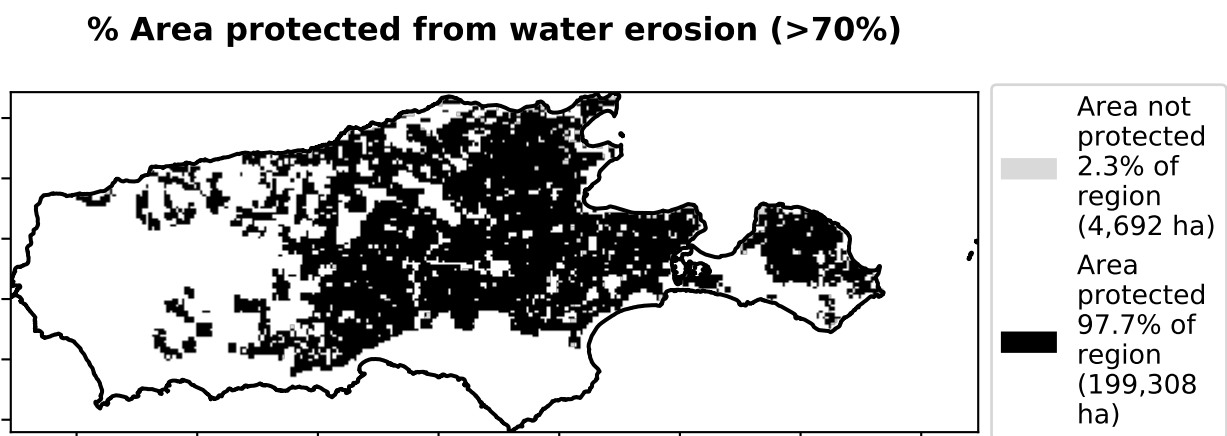 % Area protected from water erosion (>70%)
Area not
protected
2.3% of
region
(4,692 ha)
Area
protected
97.7% of
region
(199,308
ha)